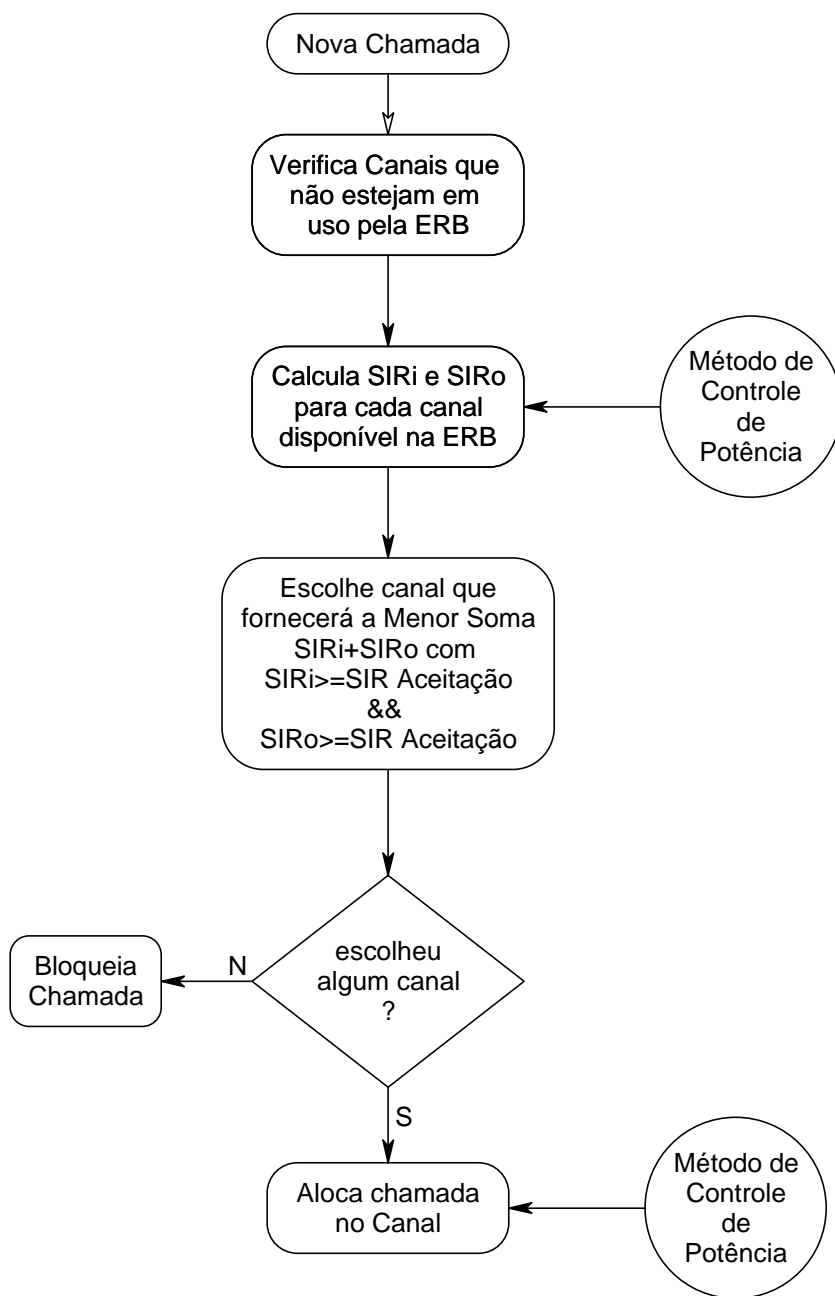 Nova Chamada
Verifica Canais que
não estejam em
uso pela ERB
Calcula SIRi e SIRo
para cada canal
disponível na ERB
Método de
Controle
de
Potência
Escolhe canal que
fornecerá a Menor Soma
SIRi+SIRo com
SIRi>=SIR Aceitação
&&
SIRo>=SIR Aceitação
escolheu
algum canal
?
N
Bloqueia
Chamada
S
Aloca chamada
no Canal
Método de
Controle
de
Potência